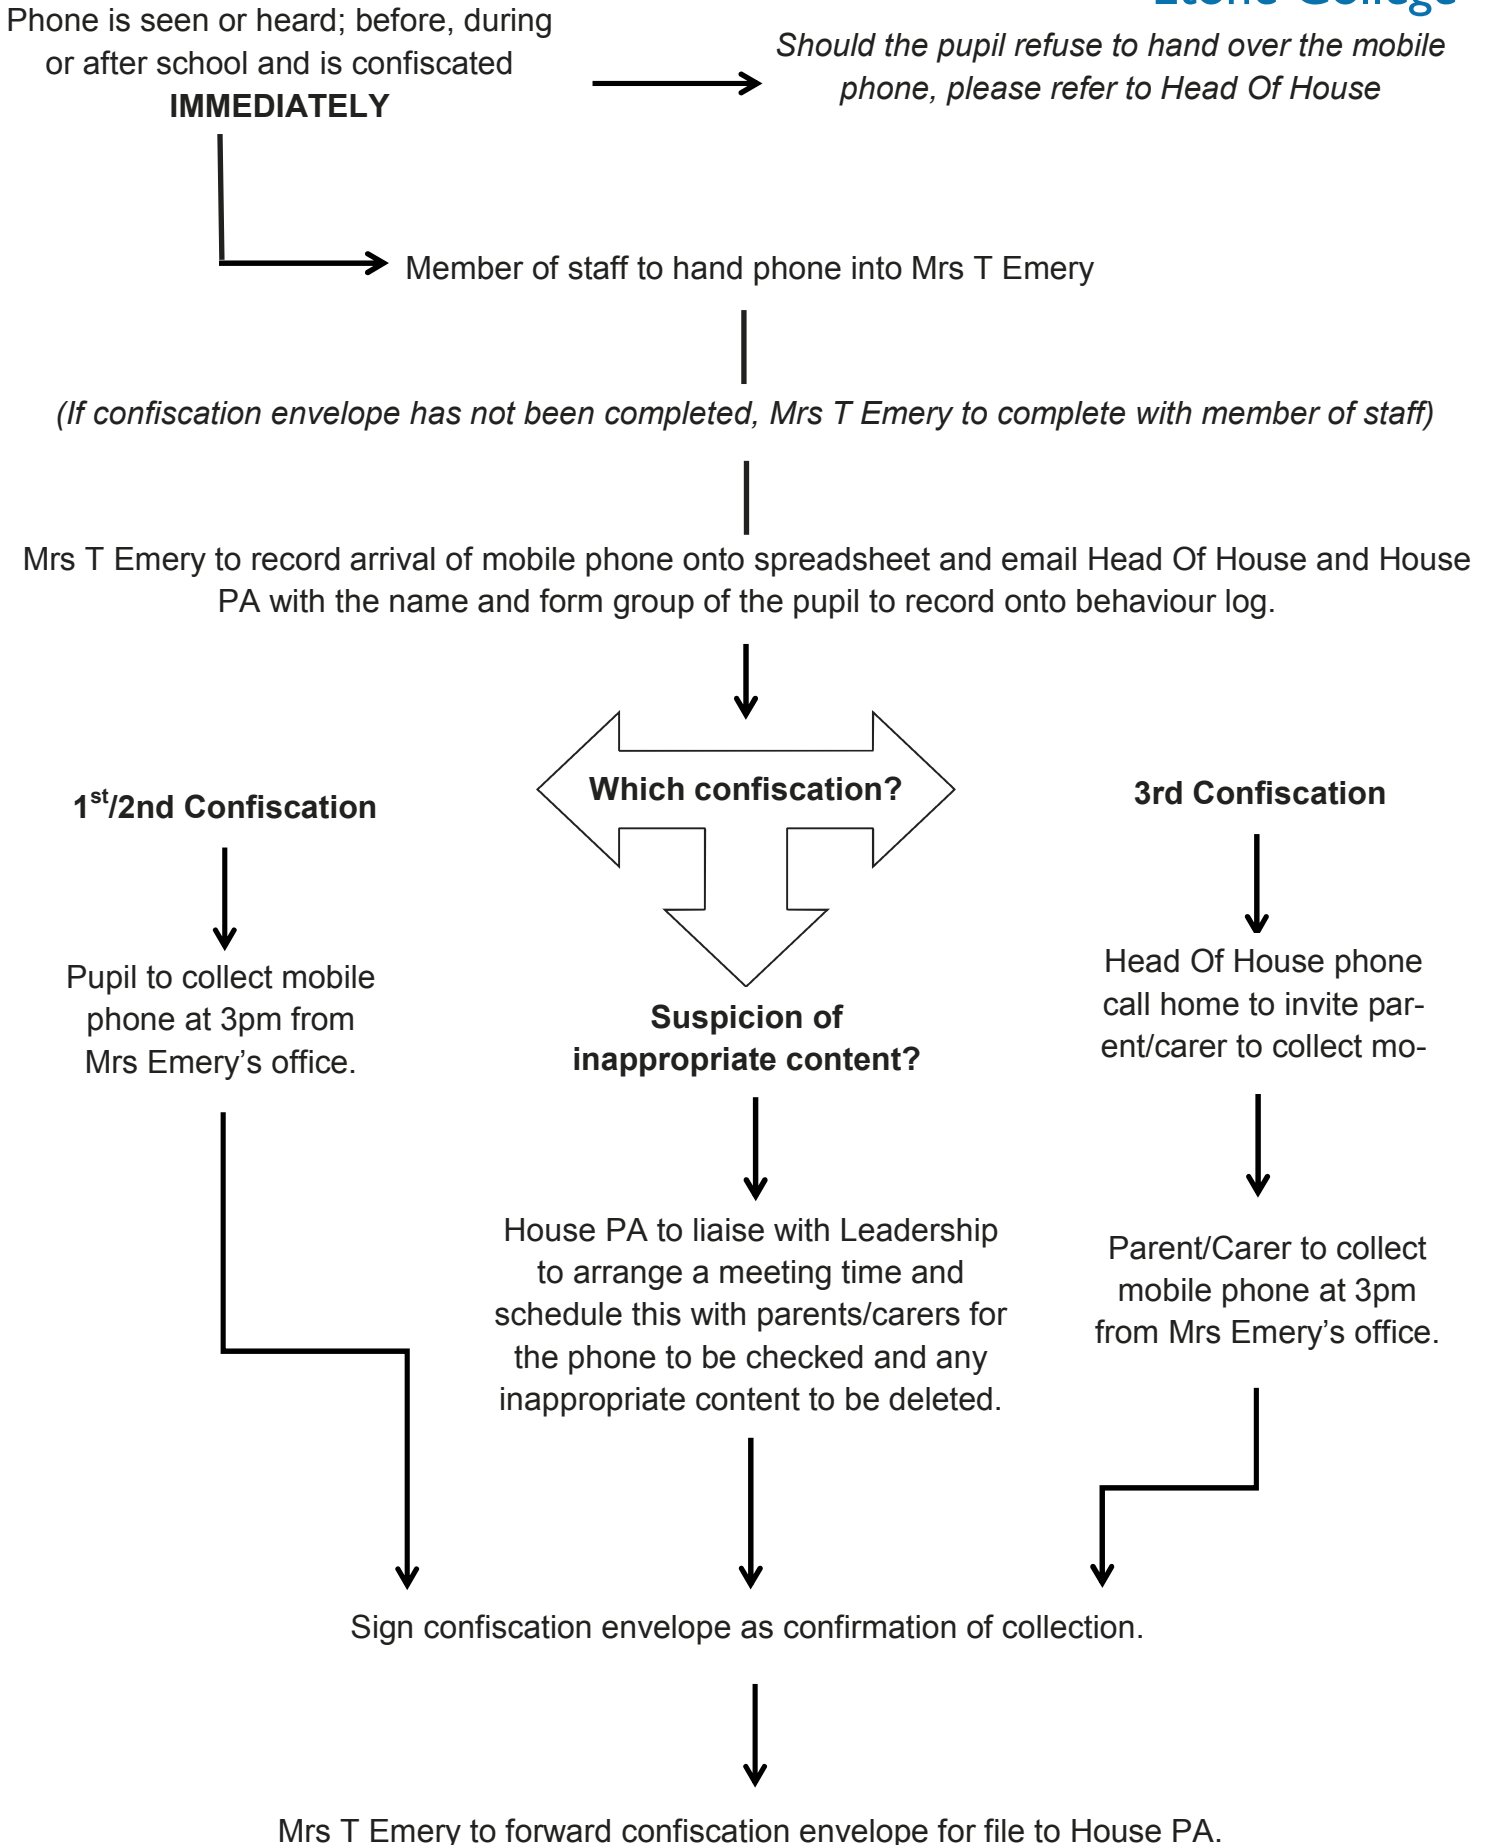 Etone College
Phone is seen or heard; before, during
or after school and is confiscated
IMMEDIATELY
Should the pupil refuse to hand over the mobile
phone, please refer to Head Of House
Member of staff to hand phone into Mrs T Emery
(If confiscation envelope has not been completed, Mrs T Emery to complete with member of staff)
Mrs T Emery to record arrival of mobile phone onto spreadsheet and email Head Of House and House
PA with the name and form group of the pupil to record onto behaviour log.
Which confiscation?
1st/2nd Confiscation
Pupil to collect mobile
phone at 3pm from
Mrs Emery’s office.
Suspicion of
inappropriate content?
House PA to liaise with Leadership
to arrange a meeting time and
schedule this with parents/carers for
the phone to be checked and any
inappropriate content to be deleted.
3rd Confiscation
Head Of House phone
call home to invite par-
ent/carer to collect mo-
Parent/Carer to collect
mobile phone at 3pm
from Mrs Emery’s office.
Sign confiscation envelope as confirmation of collection.
Mrs T Emery to forward confiscation envelope for file to House PA.